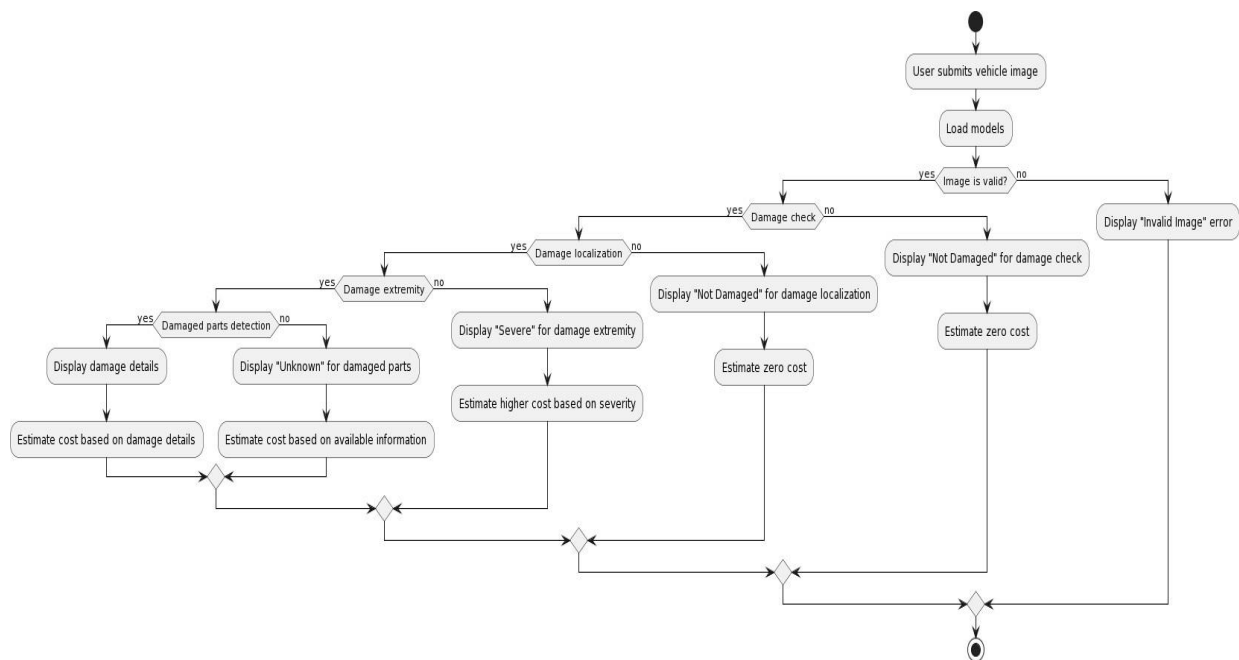 User submits vehicle image
Load models
yes
Image is valid?
no
yes
Damage check
no
Display "Invalid Image" error
yes
Damage localization
no
Display "Not Damaged" for damage check
yes
Damage extremity
no
Display "Not Damaged" for damage localization
Estimate zero cost
yes
Damaged parts detection
no
Display "Severe" for damage extremity
Display damage details
Display "Unknown" for damaged parts
Estimate zero cost
Estimate higher cost based on severity
Estimate cost based on damage details
Estimate cost based on available information